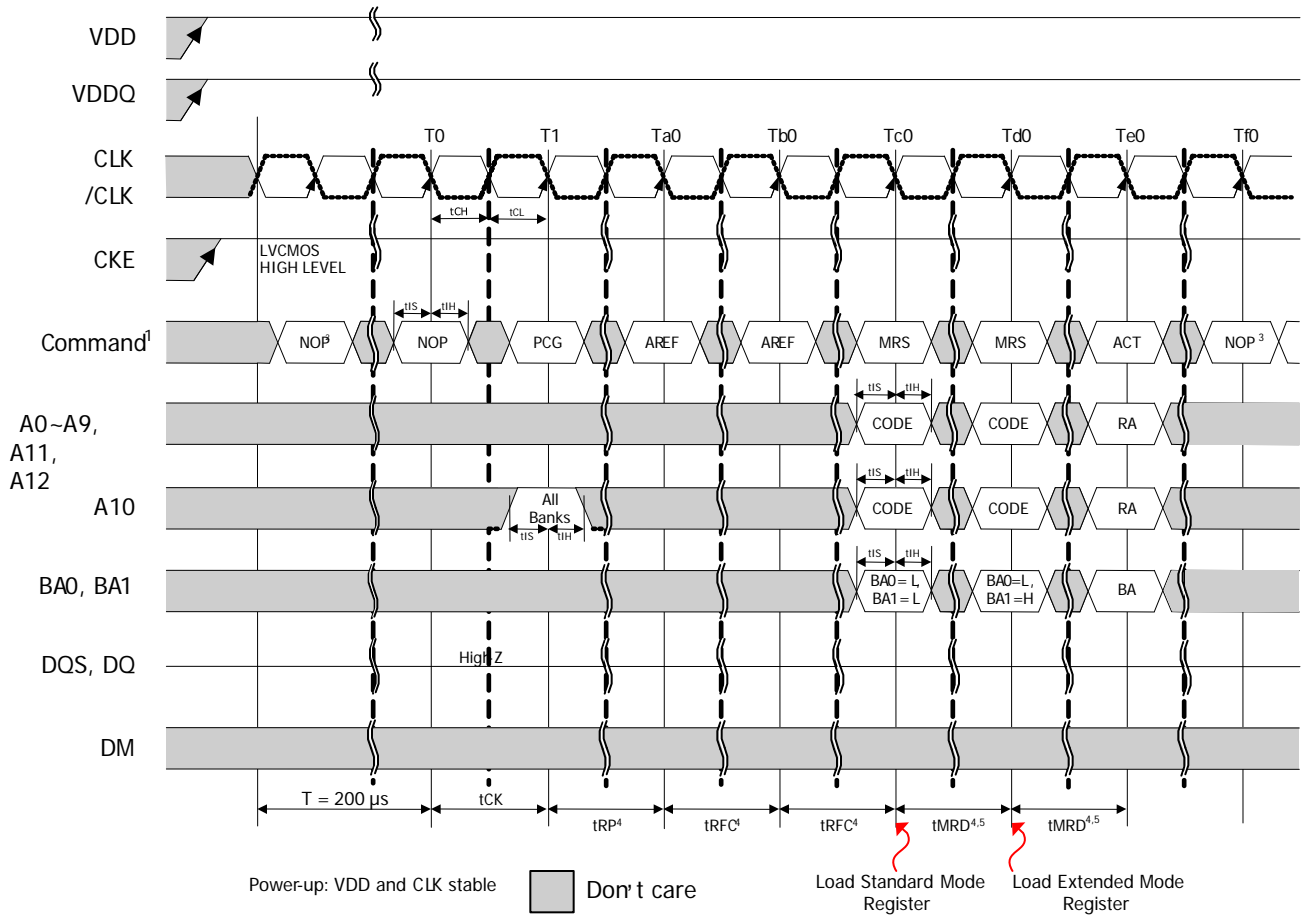 VDD
VDDQ
T0 T1 Ta0 Tb0 Tc0 Td0 Te0 Tf0
CLK
/CLK
tCH tCL
CKE
LVCMOS
HIGH LEVEL
tIS tIH
Command¹ NOP³ NOP PCG AREF AREF MRS MRS ACT NOP ³
tIS tIH
A0~A9,
A11,
A12
CODE CODE RA
tIS tIH
A10
All
Banks
CODE CODE RA
tIS tIH
tIS tIH
BA0, BA1
BA0= L,
BA1= L
BA0=L,
BA1=H
BA
DQS, DQ High-Z
DM
T = 200 µs tCK tRP⁴ tRFC⁴ tRFC⁴ tMRD⁴,⁵ tMRD⁴,⁵
Power-up: VDD and CLK stable
Don't care
Load Standard Mode
Register
Load Extended Mode
Register